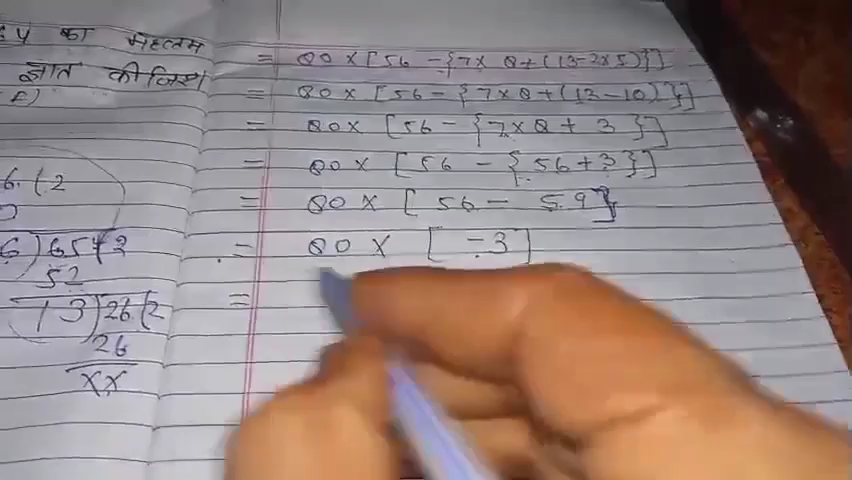 का महत्तम
ज्ञात कीजिए।
6)65(2
52
13)26(2
26
xx
= 80 × [56 - {7× 8+(13-2×5)}]
= 80 × [56 - {7×8+(13-10)}]
= 80× [56 - {7×8+ 3 }]
= 80× [56 - {56+3}]
= 80 × [ 56 - 59]
= 80 × [ -3 ]
=